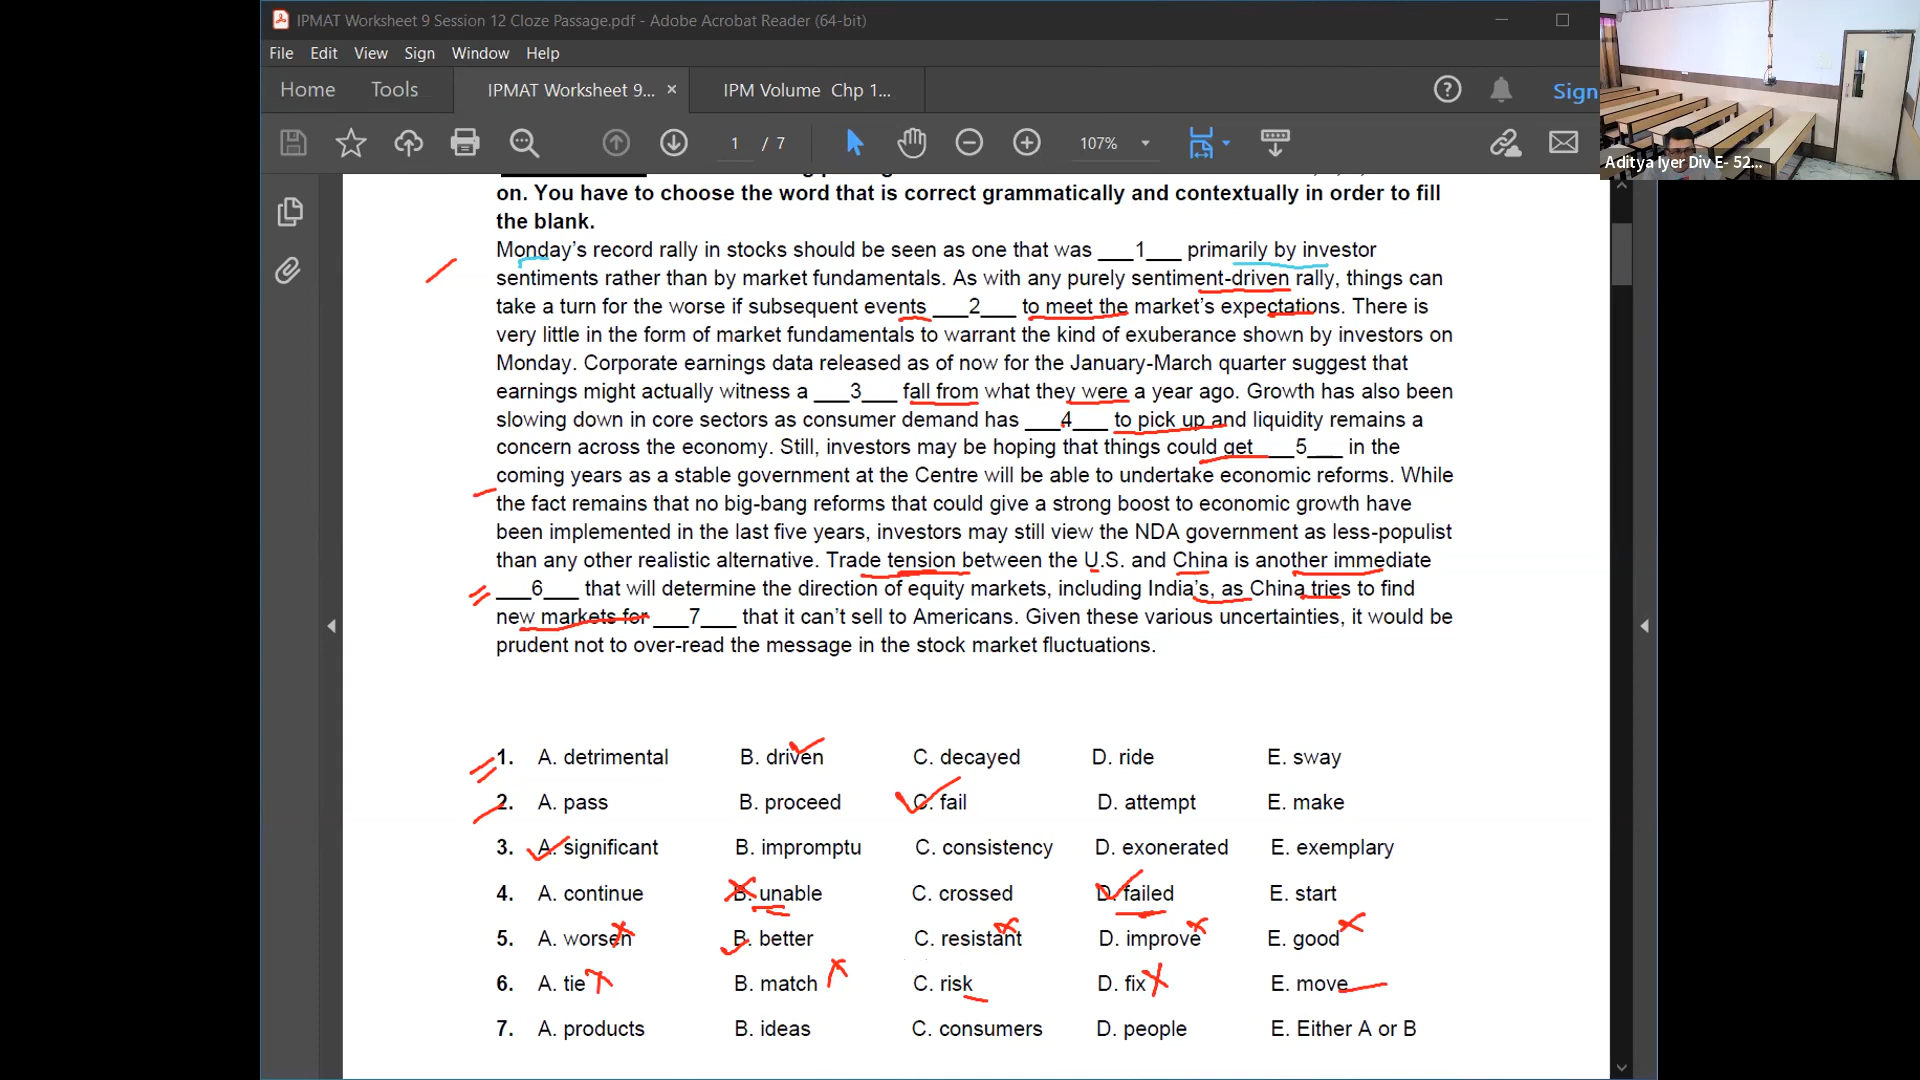 IPMAT Worksheet 9 Session 12 Cloze Passage.pdf - Adobe Acrobat Reader (64-bit)
File Edit View Sign Window Help
Home Tools IPMAT Worksheet 9... × IPM Volume Chp 1... Sign
1 / 7 107%
Aditya Iyer Div E- 52...
on. You have to choose the word that is correct grammatically and contextually in order to fill
the blank.
Monday's record rally in stocks should be seen as one that was ___1___ primarily by investor
sentiments rather than by market fundamentals. As with any purely sentiment-driven rally, things can
take a turn for the worse if subsequent events ___2___ to meet the market's expectations. There is
very little in the form of market fundamentals to warrant the kind of exuberance shown by investors on
Monday. Corporate earnings data released as of now for the January-March quarter suggest that
earnings might actually witness a ___3___ fall from what they were a year ago. Growth has also been
slowing down in core sectors as consumer demand has ___4___ to pick up and liquidity remains a
concern across the economy. Still, investors may be hoping that things could get ___5___ in the
coming years as a stable government at the Centre will be able to undertake economic reforms. While
the fact remains that no big-bang reforms that could give a strong boost to economic growth have
been implemented in the last five years, investors may still view the NDA government as less-populist
than any other realistic alternative. Trade tension between the U.S. and China is another immediate
___6___ that will determine the direction of equity markets, including India's, as China tries to find
new markets for ___7___ that it can't sell to Americans. Given these various uncertainties, it would be
prudent not to over-read the message in the stock market fluctuations.
1. A. detrimental B. driven C. decayed D. ride E. sway
2. A. pass B. proceed C. fail D. attempt E. make
3. A. significant B. impromptu C. consistency D. exonerated E. exemplary
4. A. continue B. unable C. crossed D. failed E. start
5. A. worsen B. better C. resistant D. improve E. good
6. A. tie B. match C. risk D. fix E. move
7. A. products B. ideas C. consumers D. people E. Either A or B